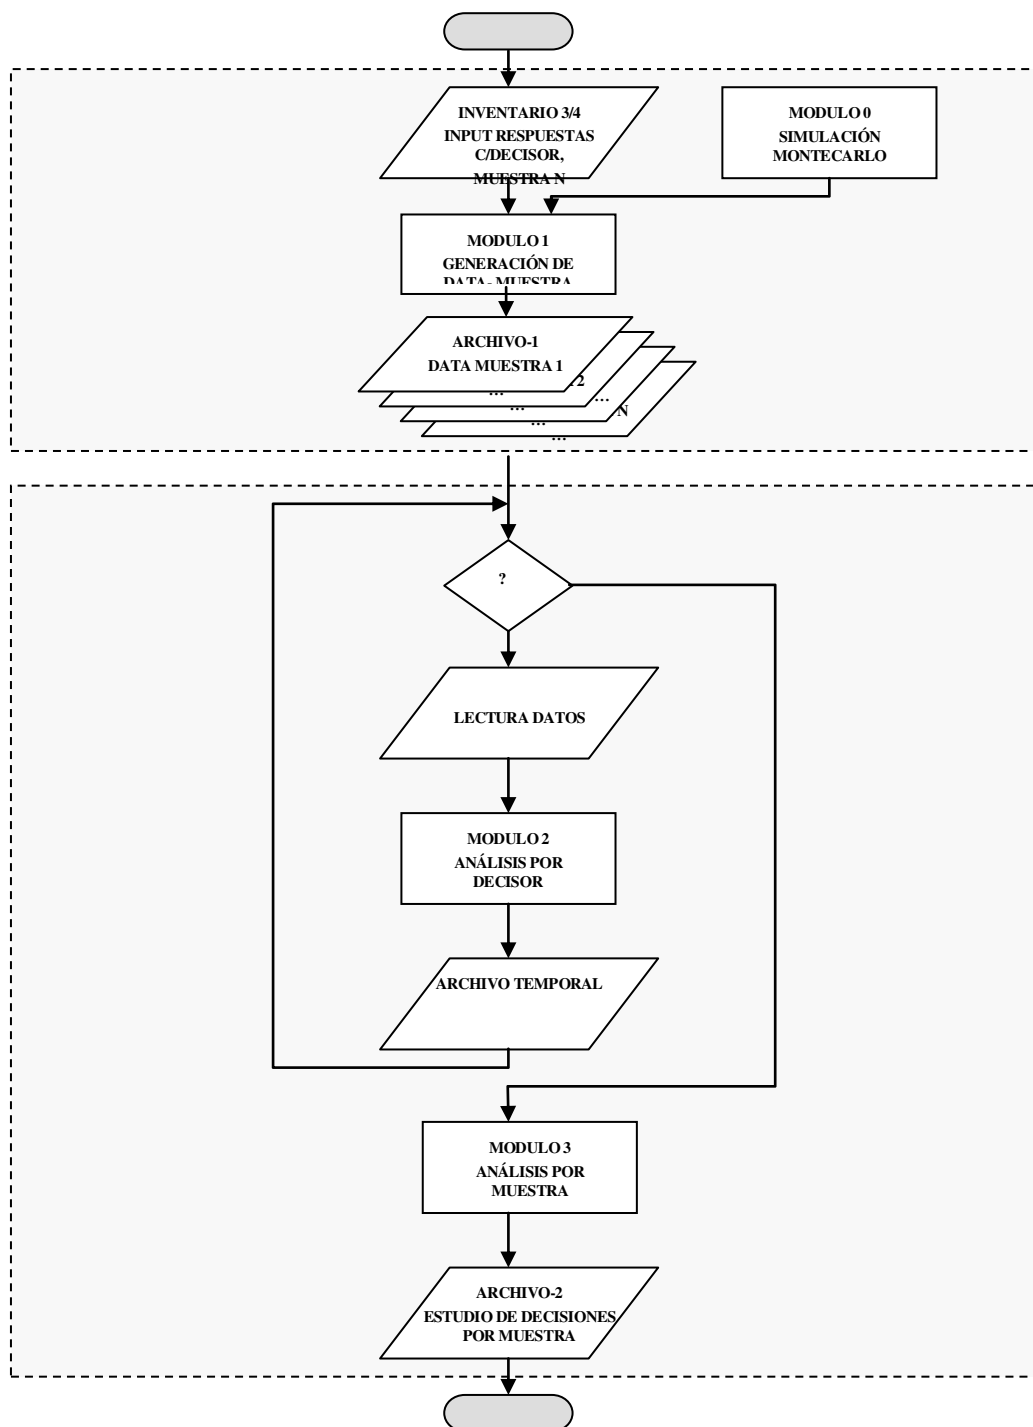 INVENTARIO 3/4
INPUT RESPUESTAS
C/DECISOR,
MUESTRA N
MODULO 0
SIMULACIÓN
MONTECARLO
MODULO 1
GENERACIÓN DE
DATA- MUESTRA
ARCHIVO-1
DATA MUESTRA 1
2
...
...
...
N
...
...
?
LECTURA DATOS
MODULO 2
ANÁLISIS POR
DECISOR
ARCHIVO TEMPORAL
MODULO 3
ANÁLISIS POR
MUESTRA
ARCHIVO-2
ESTUDIO DE DECISIONES
POR MUESTRA